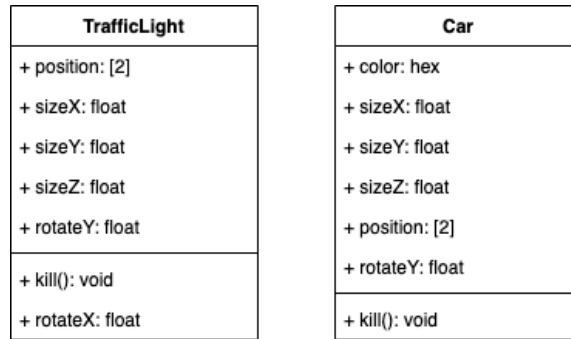 TrafficLight
+ position: [2]
+ sizeX: float
+ sizeY: float
+ sizeZ: float
+ rotateY: float
+ kill(): void
+ rotateX: float
Car
+ color: hex
+ sizeX: float
+ sizeY: float
+ sizeZ: float
+ position: [2]
+ rotateY: float
+ kill(): void